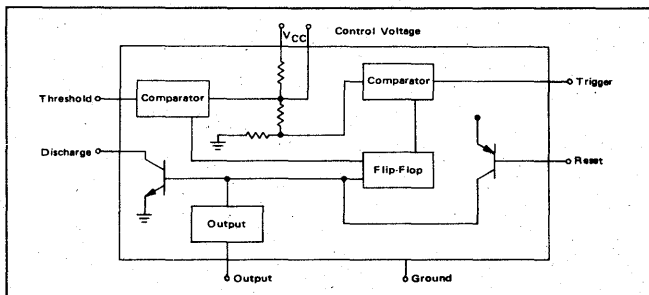 VCC Control Voltage
Comparator
Comparator
Threshold
Trigger
Discharge
Flip-Flop
Reset
Output
Output
Ground